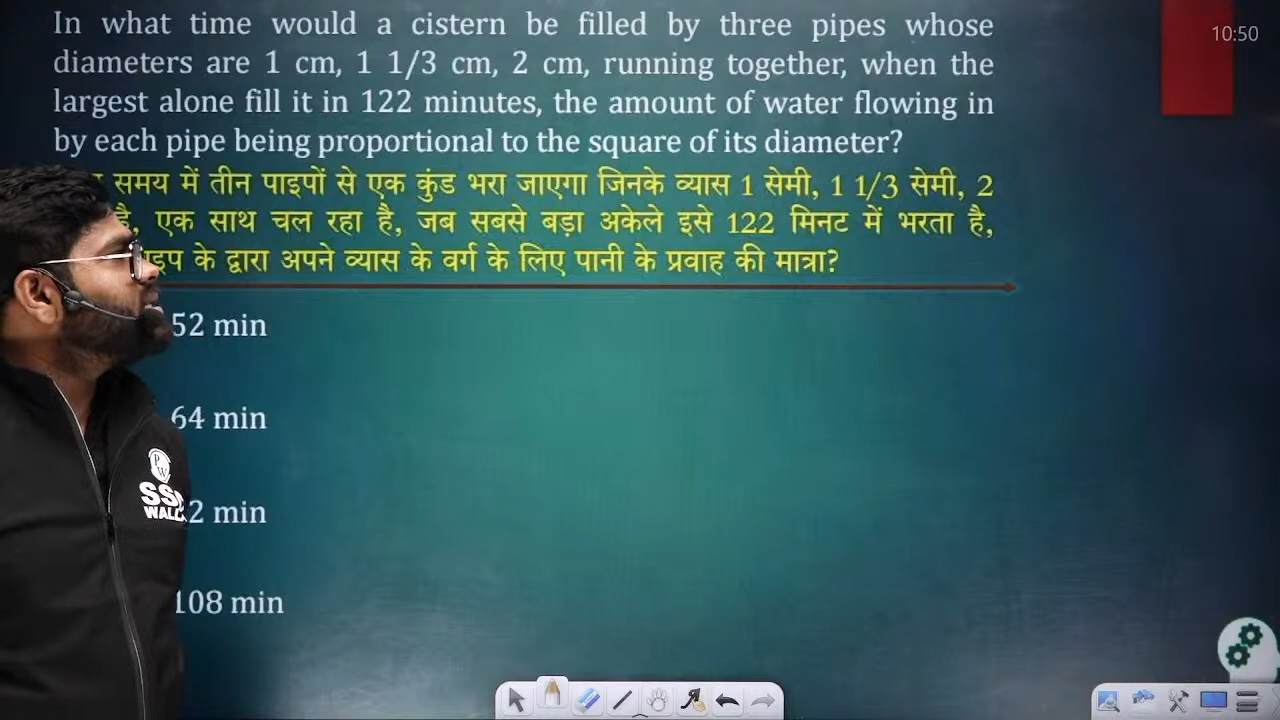 In what time would a cistern be filled by three pipes whose
diameters are 1 cm, 1 1/3 cm, 2 cm, running together, when the
largest alone fill it in 122 minutes, the amount of water flowing in
by each pipe being proportional to the square of its diameter?
समय में तीन पाइपों से एक कुंड भरा जाएगा जिनके व्यास 1 सेमी, 1 1/3 सेमी, 2
है, एक साथ चल रहा है, जब सबसे बड़ा अकेले इसे 122 मिनट में भरता है,
के द्वारा अपने व्यास के वर्ग के लिए पानी के प्रवाह की मात्रा?
52 min
64 min
2 min
108 min
10:50
PW